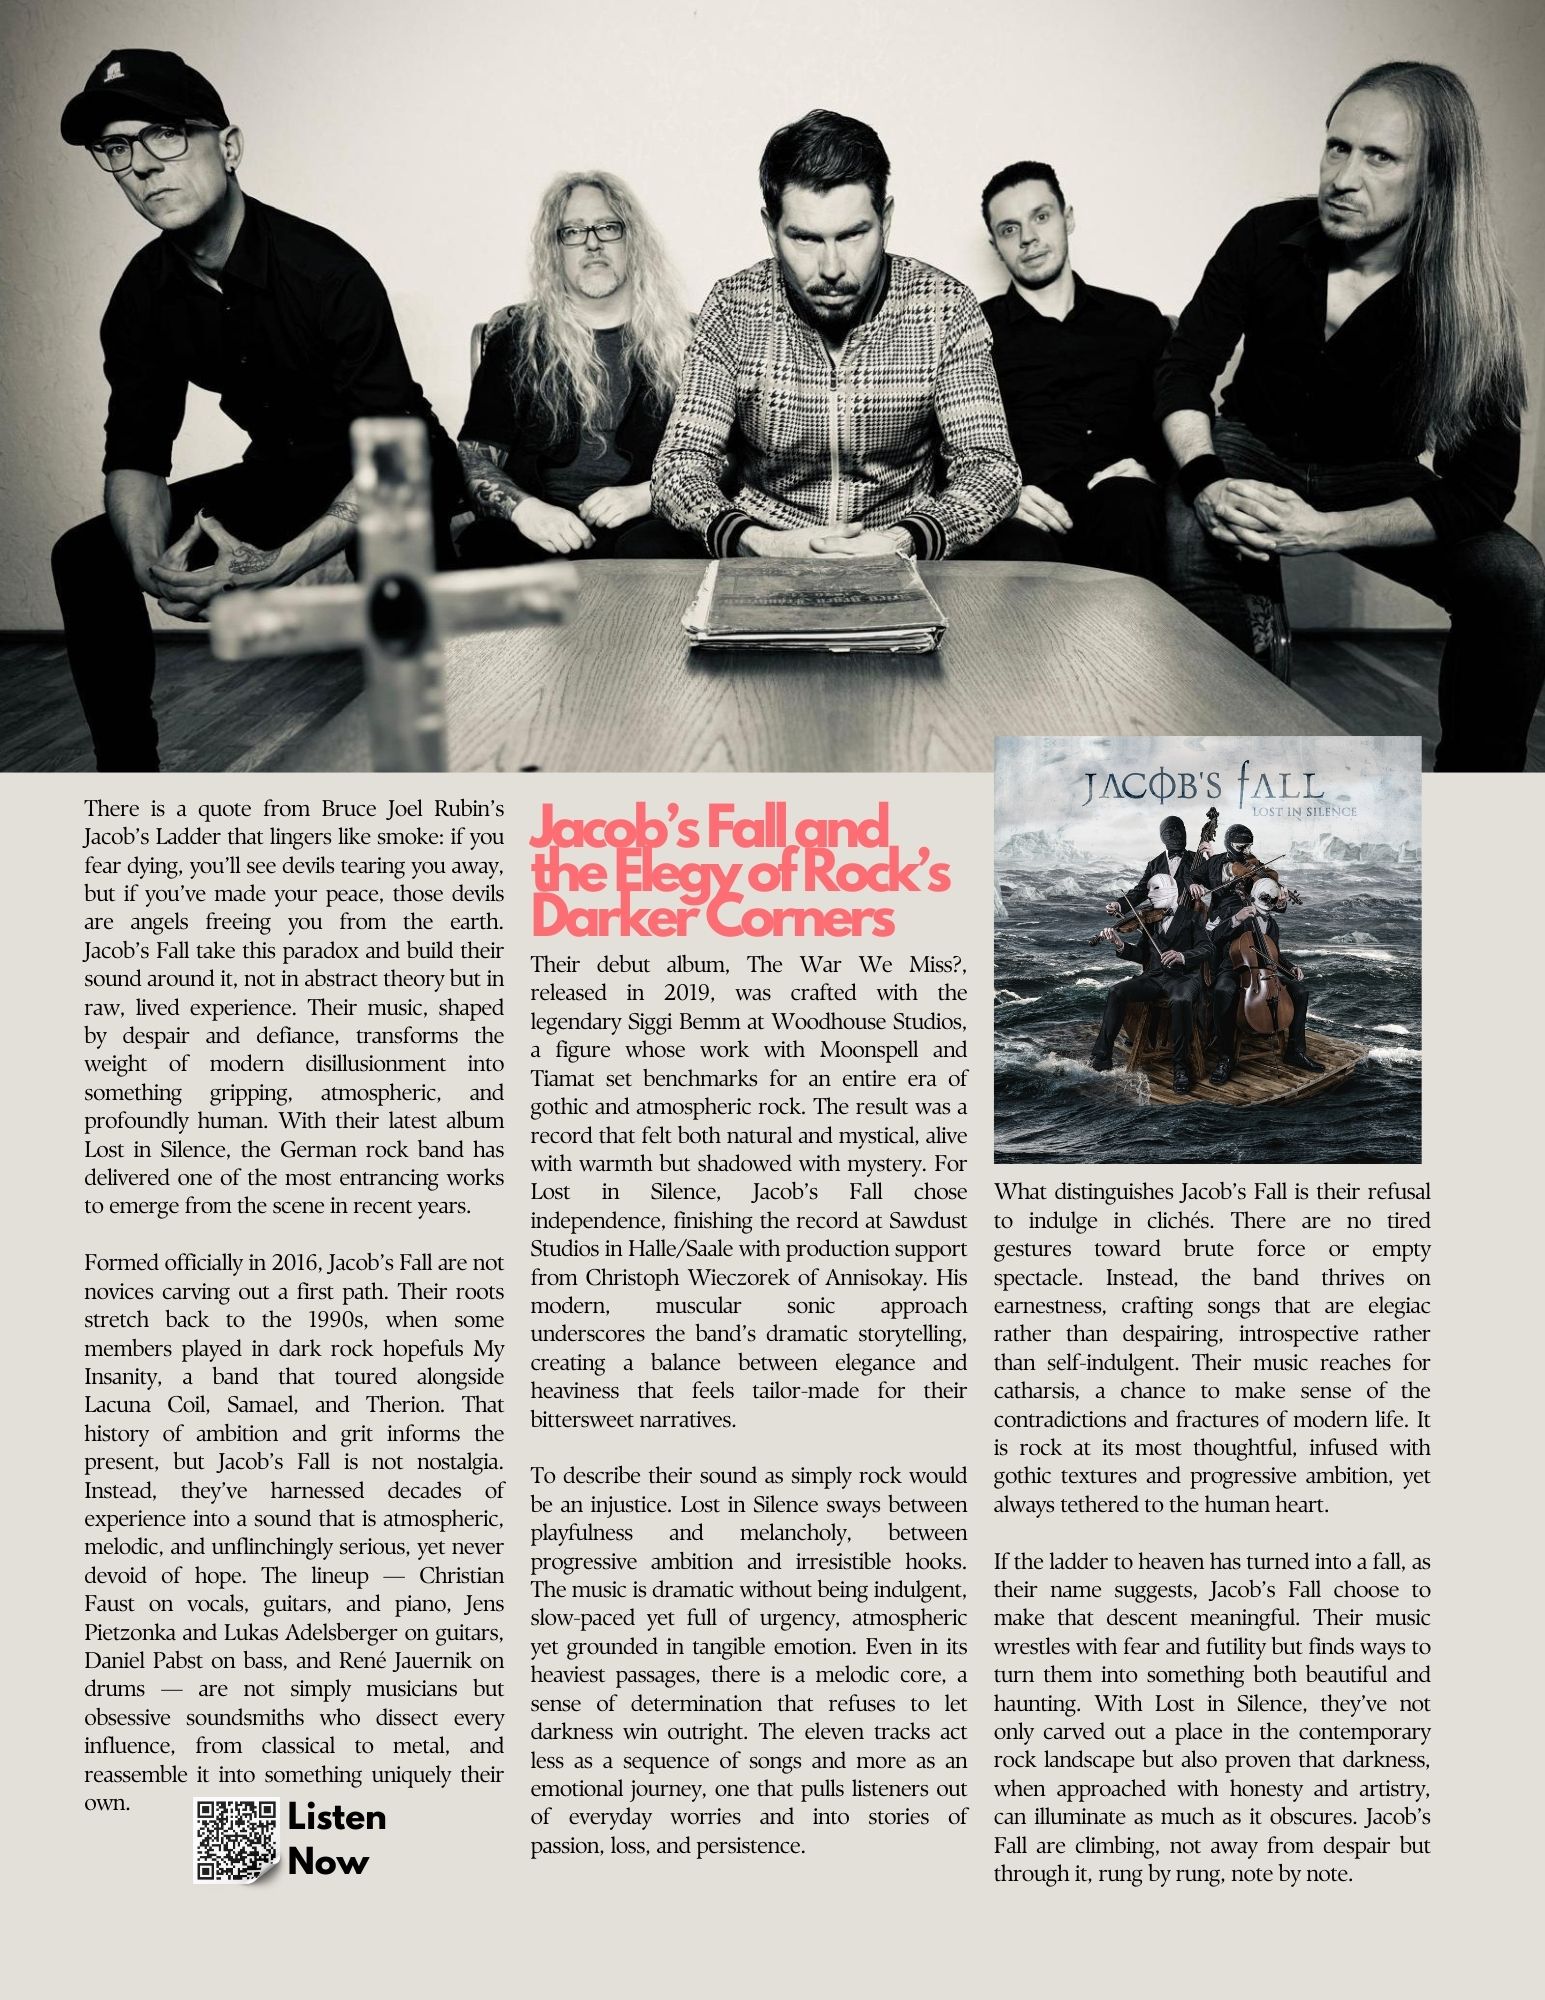 JACOB'S fALL
LOST IN SILENCE
There is a quote from Bruce Joel Rubin’s
Jacob’s Ladder that lingers like smoke: if you
fear dying, you’ll see devils tearing you away,
but if you’ve made your peace, those devils
are angels freeing you from the earth.
Jacob’s Fall take this paradox and build their
sound around it, not in abstract theory but in
raw, lived experience. Their music, shaped
by despair and defiance, transforms the
weight of modern disillusionment into
something gripping, atmospheric, and
profoundly human. With their latest album
Lost in Silence, the German rock band has
delivered one of the most entrancing works
to emerge from the scene in recent years.
Formed officially in 2016, Jacob’s Fall are not
novices carving out a first path. Their roots
stretch back to the 1990s, when some
members played in dark rock hopefuls My
Insanity, a band that toured alongside
Lacuna Coil, Samael, and Therion. That
history of ambition and grit informs the
present, but Jacob’s Fall is not nostalgia.
Instead, they’ve harnessed decades of
experience into a sound that is atmospheric,
melodic, and unflinchingly serious, yet never
devoid of hope. The lineup — Christian
Faust on vocals, guitars, and piano, Jens
Pietzonka and Lukas Adelsberger on guitars,
Daniel Pabst on bass, and René Jauernik on
drums — are not simply musicians but
obsessive soundsmiths who dissect every
influence, from classical to metal, and
reassemble it into something uniquely their
own.
Listen
Now
Jacob’s Fall and
the Elegy of Rock’s
Darker Corners
Their debut album, The War We Miss?,
released in 2019, was crafted with the
legendary Siggi Bemm at Woodhouse Studios,
a figure whose work with Moonspell and
Tiamat set benchmarks for an entire era of
gothic and atmospheric rock. The result was a
record that felt both natural and mystical, alive
with warmth but shadowed with mystery. For
Lost in Silence, Jacob’s Fall chose
independence, finishing the record at Sawdust
Studios in Halle/Saale with production support
from Christoph Wieczorek of Annisokay. His
modern, muscular sonic approach
underscores the band’s dramatic storytelling,
creating a balance between elegance and
heaviness that feels tailor-made for their
bittersweet narratives.
To describe their sound as simply rock would
be an injustice. Lost in Silence sways between
playfulness and melancholy, between
progressive ambition and irresistible hooks.
The music is dramatic without being indulgent,
slow-paced yet full of urgency, atmospheric
yet grounded in tangible emotion. Even in its
heaviest passages, there is a melodic core, a
sense of determination that refuses to let
darkness win outright. The eleven tracks act
less as a sequence of songs and more as an
emotional journey, one that pulls listeners out
of everyday worries and into stories of
passion, loss, and persistence.
What distinguishes Jacob’s Fall is their refusal
to indulge in clichés. There are no tired
gestures toward brute force or empty
spectacle. Instead, the band thrives on
earnestness, crafting songs that are elegiac
rather than despairing, introspective rather
than self-indulgent. Their music reaches for
catharsis, a chance to make sense of the
contradictions and fractures of modern life. It
is rock at its most thoughtful, infused with
gothic textures and progressive ambition, yet
always tethered to the human heart.
If the ladder to heaven has turned into a fall, as
their name suggests, Jacob’s Fall choose to
make that descent meaningful. Their music
wrestles with fear and futility but finds ways to
turn them into something both beautiful and
haunting. With Lost in Silence, they’ve not
only carved out a place in the contemporary
rock landscape but also proven that darkness,
when approached with honesty and artistry,
can illuminate as much as it obscures. Jacob’s
Fall are climbing, not away from despair but
through it, rung by rung, note by note.